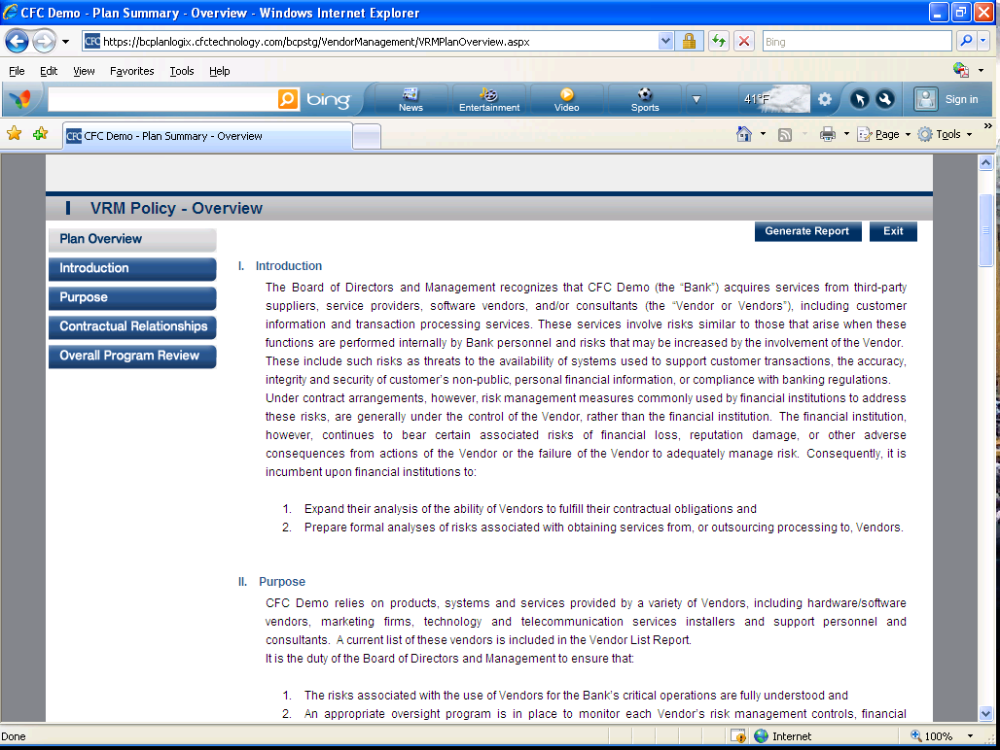 CFC Demo - Plan Summary - Overview - Windows Internet Explorer
CFC https://bcplanlogix.cfctechnology.com/bcpstg/VendorManagement/VRMPlanOverview.aspx
Bing
File Edit View Favorites Tools Help
bing News Entertainment Video Sports 41°F Sign in
CFC CFC Demo - Plan Summary - Overview
Page Tools »
VRM Policy - Overview
Generate Report Exit
Plan Overview
Introduction
Purpose
Contractual Relationships
Overall Program Review
I. Introduction
The Board of Directors and Management recognizes that CFC Demo (the “Bank”) acquires services from third-party
suppliers, service providers, software vendors, and/or consultants (the “Vendor or Vendors”), including customer
information and transaction processing services. These services involve risks similar to those that arise when these
functions are performed internally by Bank personnel and risks that may be increased by the involvement of the Vendor.
These include such risks as threats to the availability of systems used to support customer transactions, the accuracy,
integrity and security of customer’s non-public, personal financial information, or compliance with banking regulations.
Under contract arrangements, however, risk management measures commonly used by financial institutions to address
these risks, are generally under the control of the Vendor, rather than the financial institution. The financial institution,
however, continues to bear certain associated risks of financial loss, reputation damage, or other adverse
consequences from actions of the Vendor or the failure of the Vendor to adequately manage risk. Consequently, it is
incumbent upon financial institutions to:
1. Expand their analysis of the ability of Vendors to fulfill their contractual obligations and
2. Prepare formal analyses of risks associated with obtaining services from, or outsourcing processing to, Vendors.
II. Purpose
CFC Demo relies on products, systems and services provided by a variety of Vendors, including hardware/software
vendors, marketing firms, technology and telecommunication services installers and support personnel and
consultants. A current list of these vendors is included in the Vendor List Report.
It is the duty of the Board of Directors and Management to ensure that:
1. The risks associated with the use of Vendors for the Bank’s critical operations are fully understood and
2. An appropriate oversight program is in place to monitor each Vendor’s risk management controls, financial
Done Internet 100%